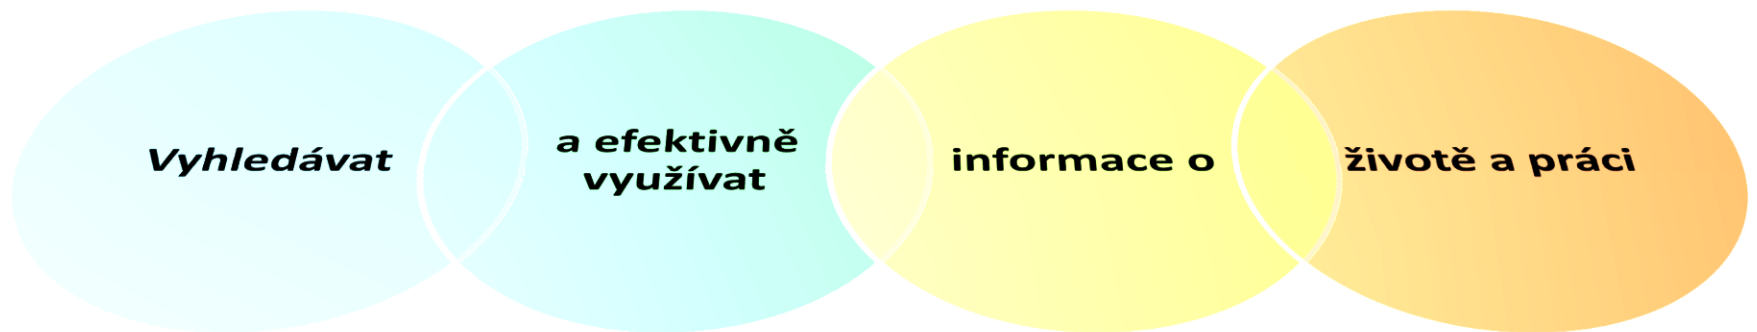 Vyhledávat
a efektivně
využívat
informace o
životě a práci